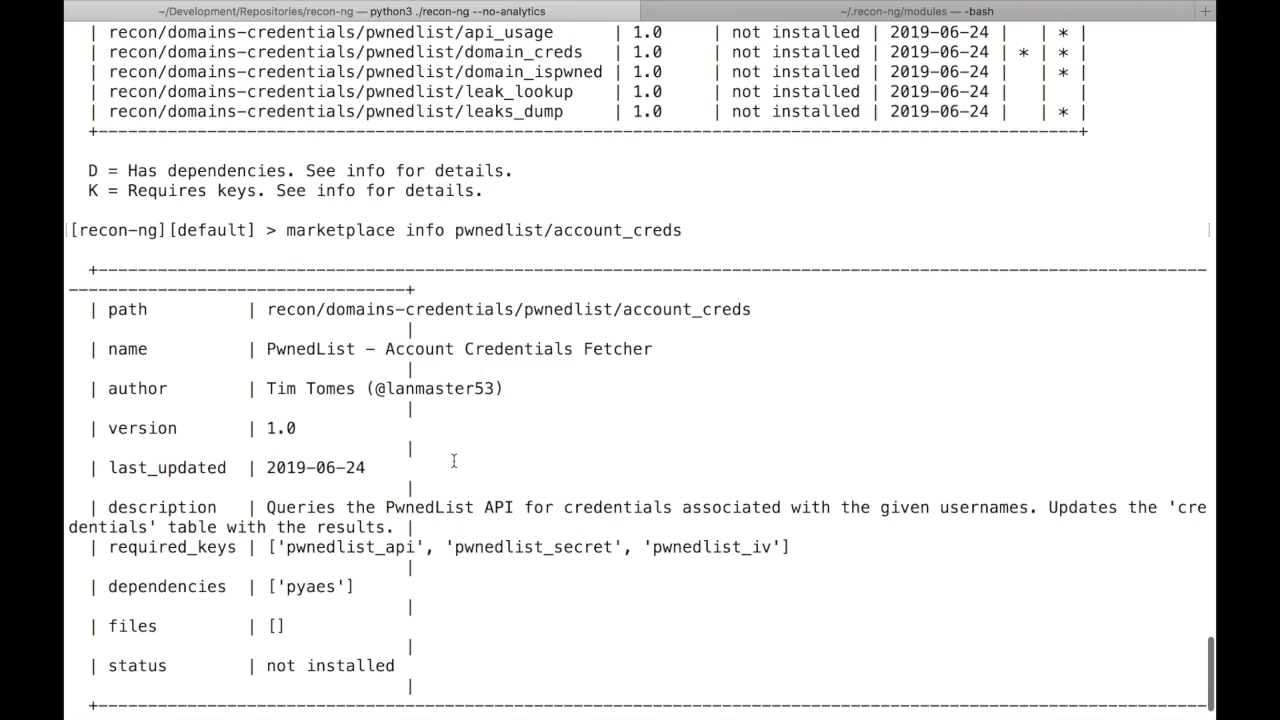 ~/Development/Repositories/recon-ng — python3 ./recon-ng --no-analytics
~/.recon-ng/modules — -bash
+
| recon/domains-credentials/pwnedlist/api_usage | 1.0 | not installed | 2019-06-24 | | * |
| recon/domains-credentials/pwnedlist/domain_creds | 1.0 | not installed | 2019-06-24 | * | * |
| recon/domains-credentials/pwnedlist/domain_ispwned | 1.0 | not installed | 2019-06-24 | | * |
| recon/domains-credentials/pwnedlist/leak_lookup | 1.0 | not installed | 2019-06-24 | | |
| recon/domains-credentials/pwnedlist/leaks_dump | 1.0 | not installed | 2019-06-24 | | * |
+----------------------------------------------------------------------------------------------------+
D = Has dependencies. See info for details.
K = Requires keys. See info for details.
[[recon-ng][default] > marketplace info pwnedlist/account_creds ]
+----------------------------------------------------------------------------------------------------------------
----------------------------------+
| path | recon/domains-credentials/pwnedlist/account_creds
|
| name | PwnedList - Account Credentials Fetcher
|
| author | Tim Tomes (@lanmaster53)
|
| version | 1.0
|
| last_updated | 2019-06-24
|
| description | Queries the PwnedList API for credentials associated with the given usernames. Updates the 'cre
dentials' table with the results. |
| required_keys | ['pwnedlist_api', 'pwnedlist_secret', 'pwnedlist_iv']
|
| dependencies | ['pyaes']
|
| files | []
|
| status | not installed
|
+----------------------------------------------------------------------------------------------------------------